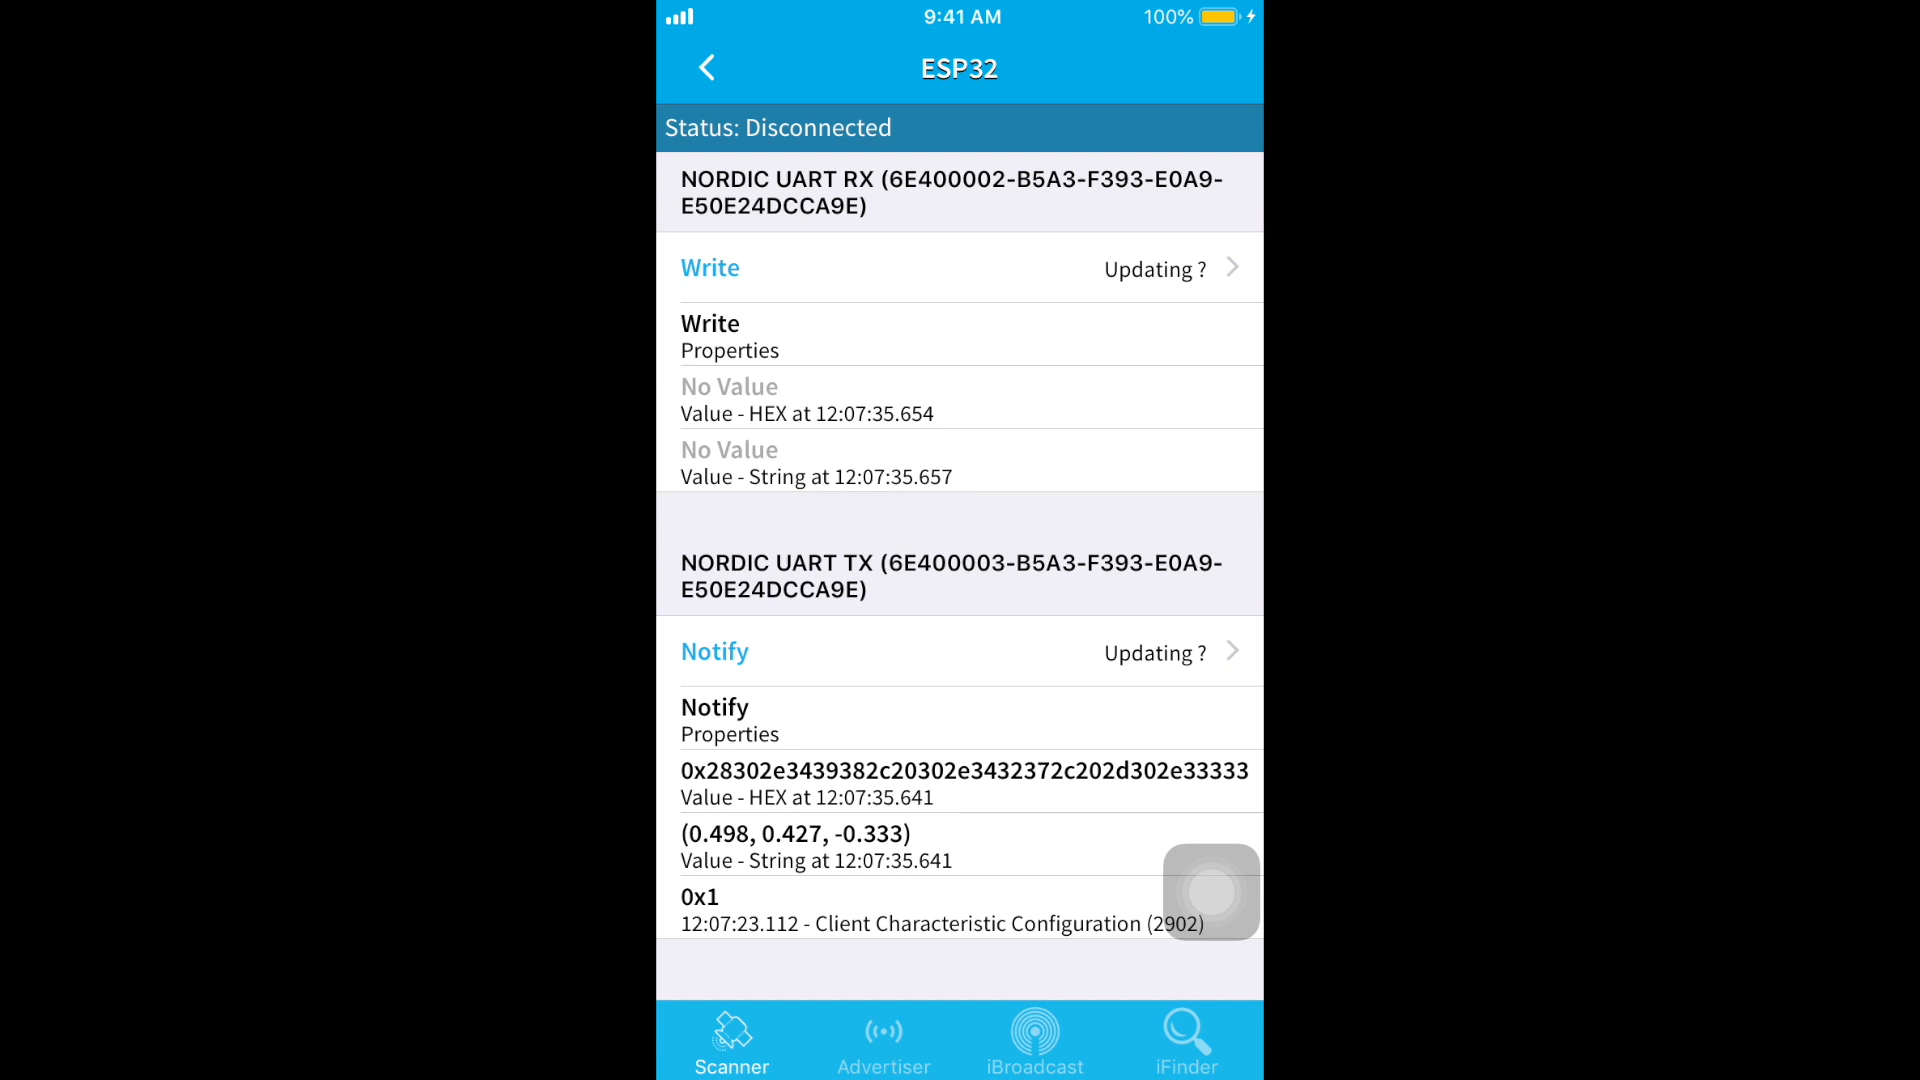 9:41 AM
100%
ESP32
Status: Disconnected
NORDIC UART RX (6E400002-B5A3-F393-E0A9-
E50E24DCCA9E)
Write
Updating ?
Write
Properties
No Value
Value - HEX at 12:07:35.654
No Value
Value - String at 12:07:35.657
NORDIC UART TX (6E400003-B5A3-F393-E0A9-
E50E24DCCA9E)
Notify
Updating ?
Notify
Properties
0x28302e3439382c20302e3432372c202d302e33333
Value - HEX at 12:07:35.641
(0.498, 0.427, -0.333)
Value - String at 12:07:35.641
0x1
12:07:23.112 - Client Characteristic Configuration (2902)
Scanner
Advertiser
iBroadcast
iFinder